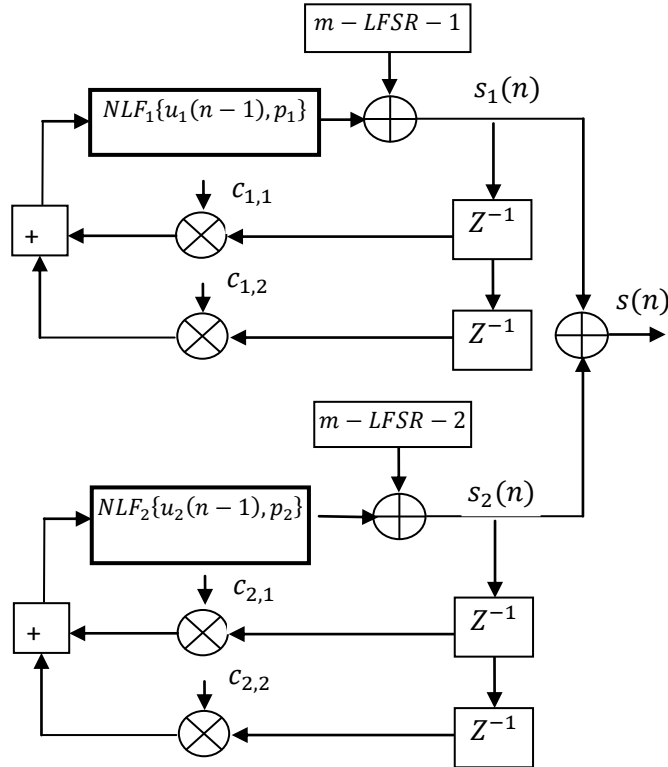 m − LFSR − 1
s₁(n)
NLF₁{u₁(n − 1), p₁}
c₁,₁
+
Z⁻¹
c₁,₂
Z⁻¹
s(n)
m − LFSR − 2
s₂(n)
NLF₂{u₂(n − 1), p₂}
c₂,₁
+
Z⁻¹
c₂,₂
Z⁻¹